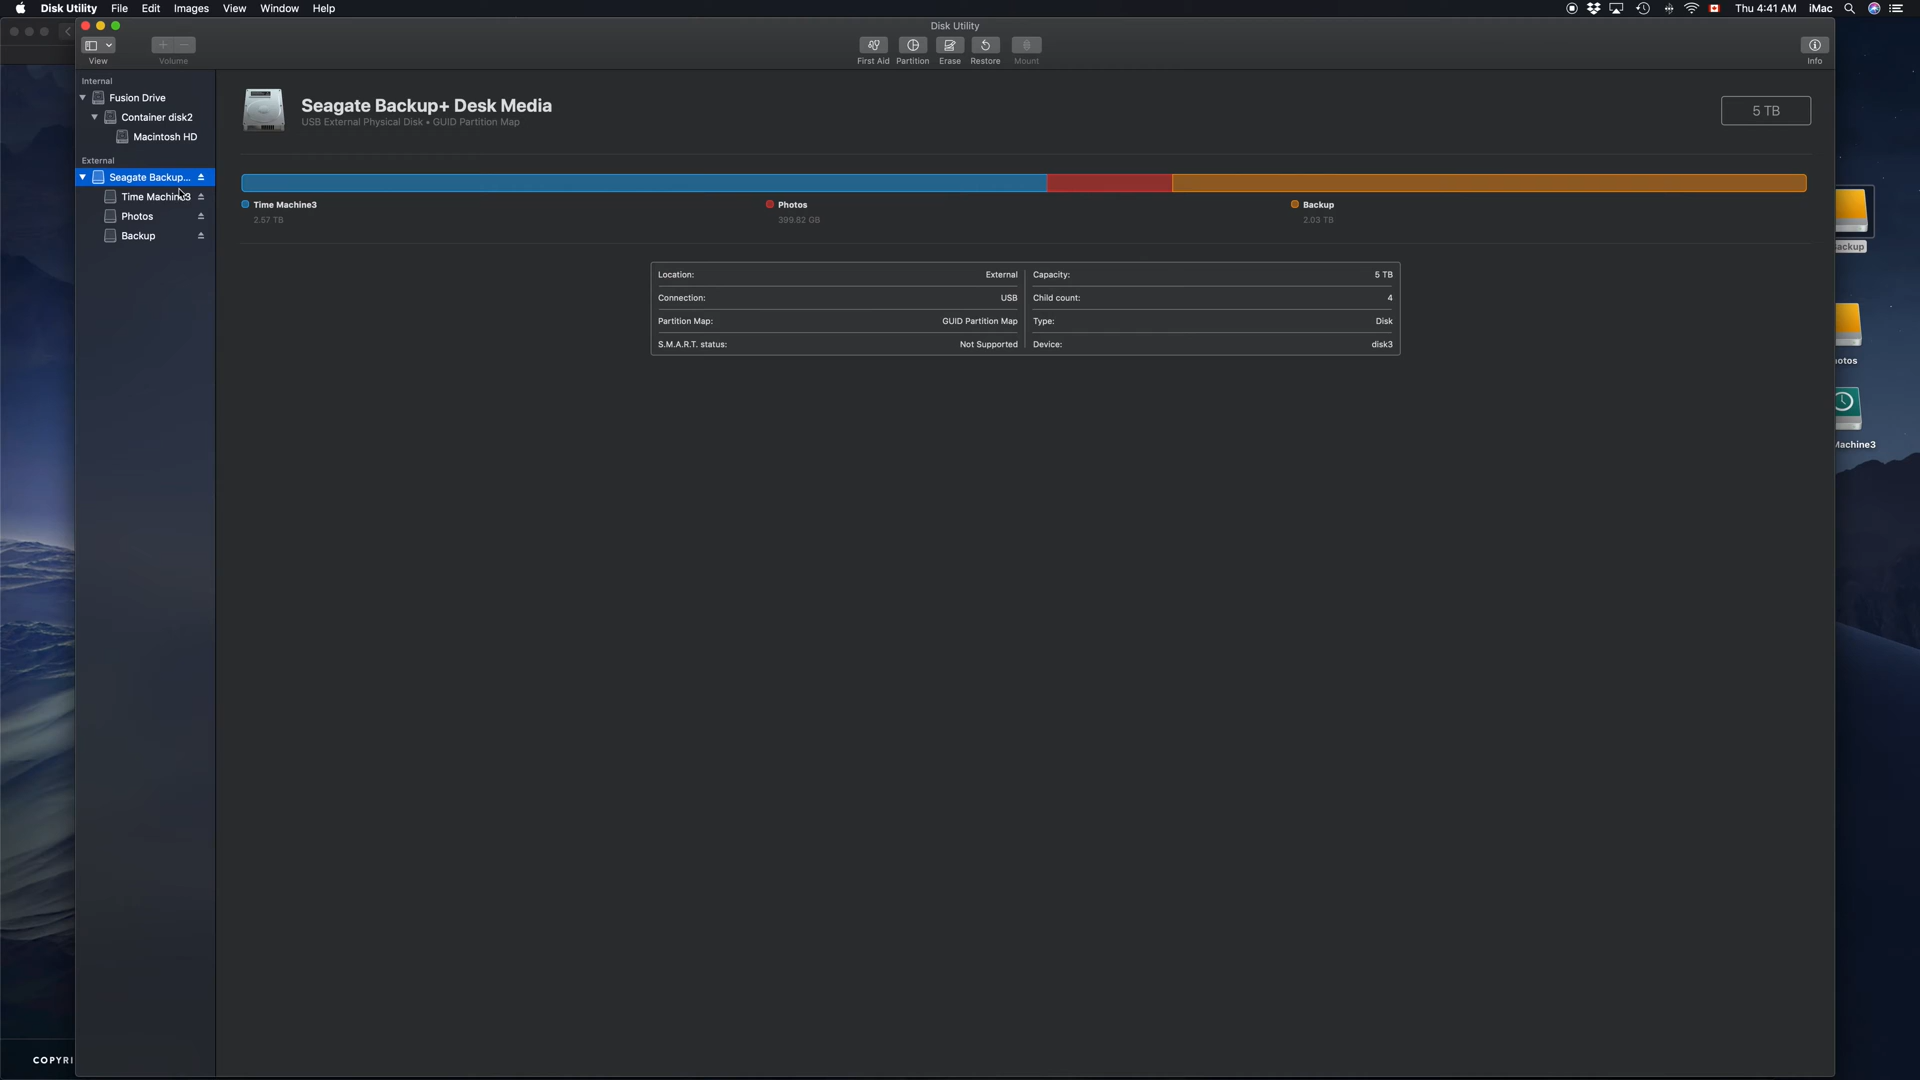 Disk Utility File Edit Images View Window Help
Thu 4:41 AM iMac
Disk Utility
View
Volume
First Aid
Partition
Erase
Restore
Mount
Info
Internal
Fusion Drive
Container disk2
Macintosh HD
External
Seagate Backup...
Time Machine3
Photos
Backup
Seagate Backup+ Desk Media
USB External Physical Disk • GUID Partition Map
5 TB
Time Machine3
2.57 TB
Photos
399.82 GB
Backup
2.03 TB
Location: External
Connection: USB
Partition Map: GUID Partition Map
S.M.A.R.T. status: Not Supported
Capacity: 5 TB
Child count: 4
Type: Disk
Device: disk3
ackup
otos
Machine3
COPYRI